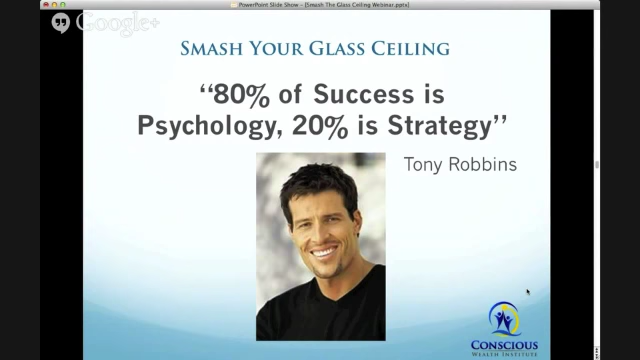 PowerPoint Slide Show - [Smash The Glass Ceiling Webinar.pptx]
Google+
SMASH YOUR GLASS CEILING
“80% of Success is
Psychology, 20% is Strategy”
Tony Robbins
CONSCIOUS
WEALTH INSTITUTE